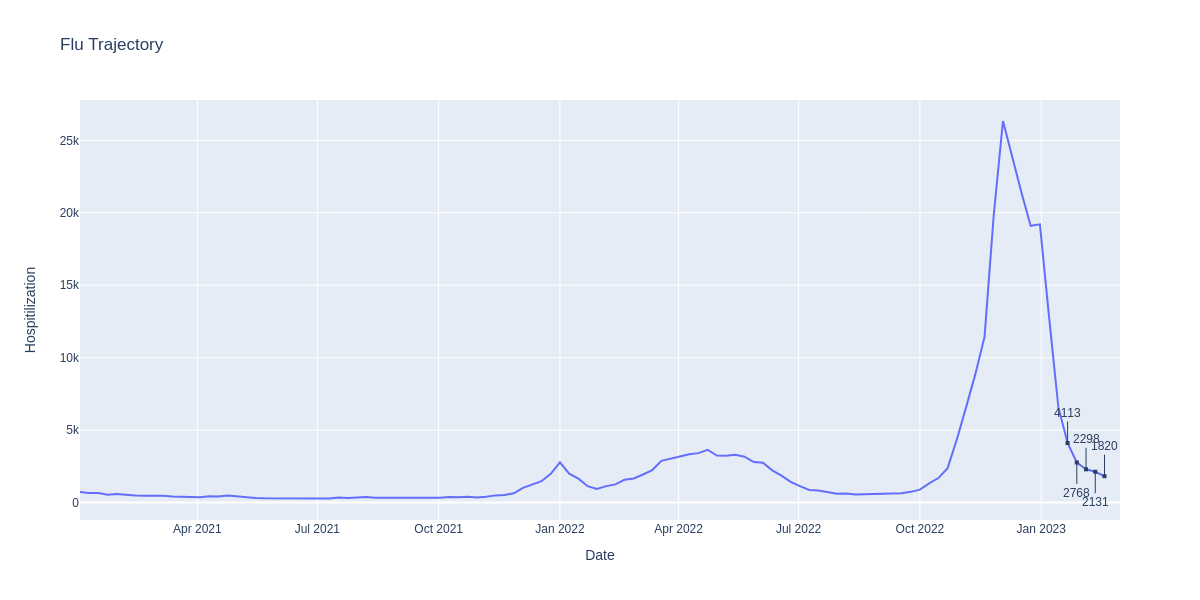 Flu Trajectory
Hospitilization
25k
20k
15k
10k
5k
0
4113
2298
1820
2768
2131
Apr 2021
Jul 2021
Oct 2021
Jan 2022
Apr 2022
Jul 2022
Oct 2022
Jan 2023
Date